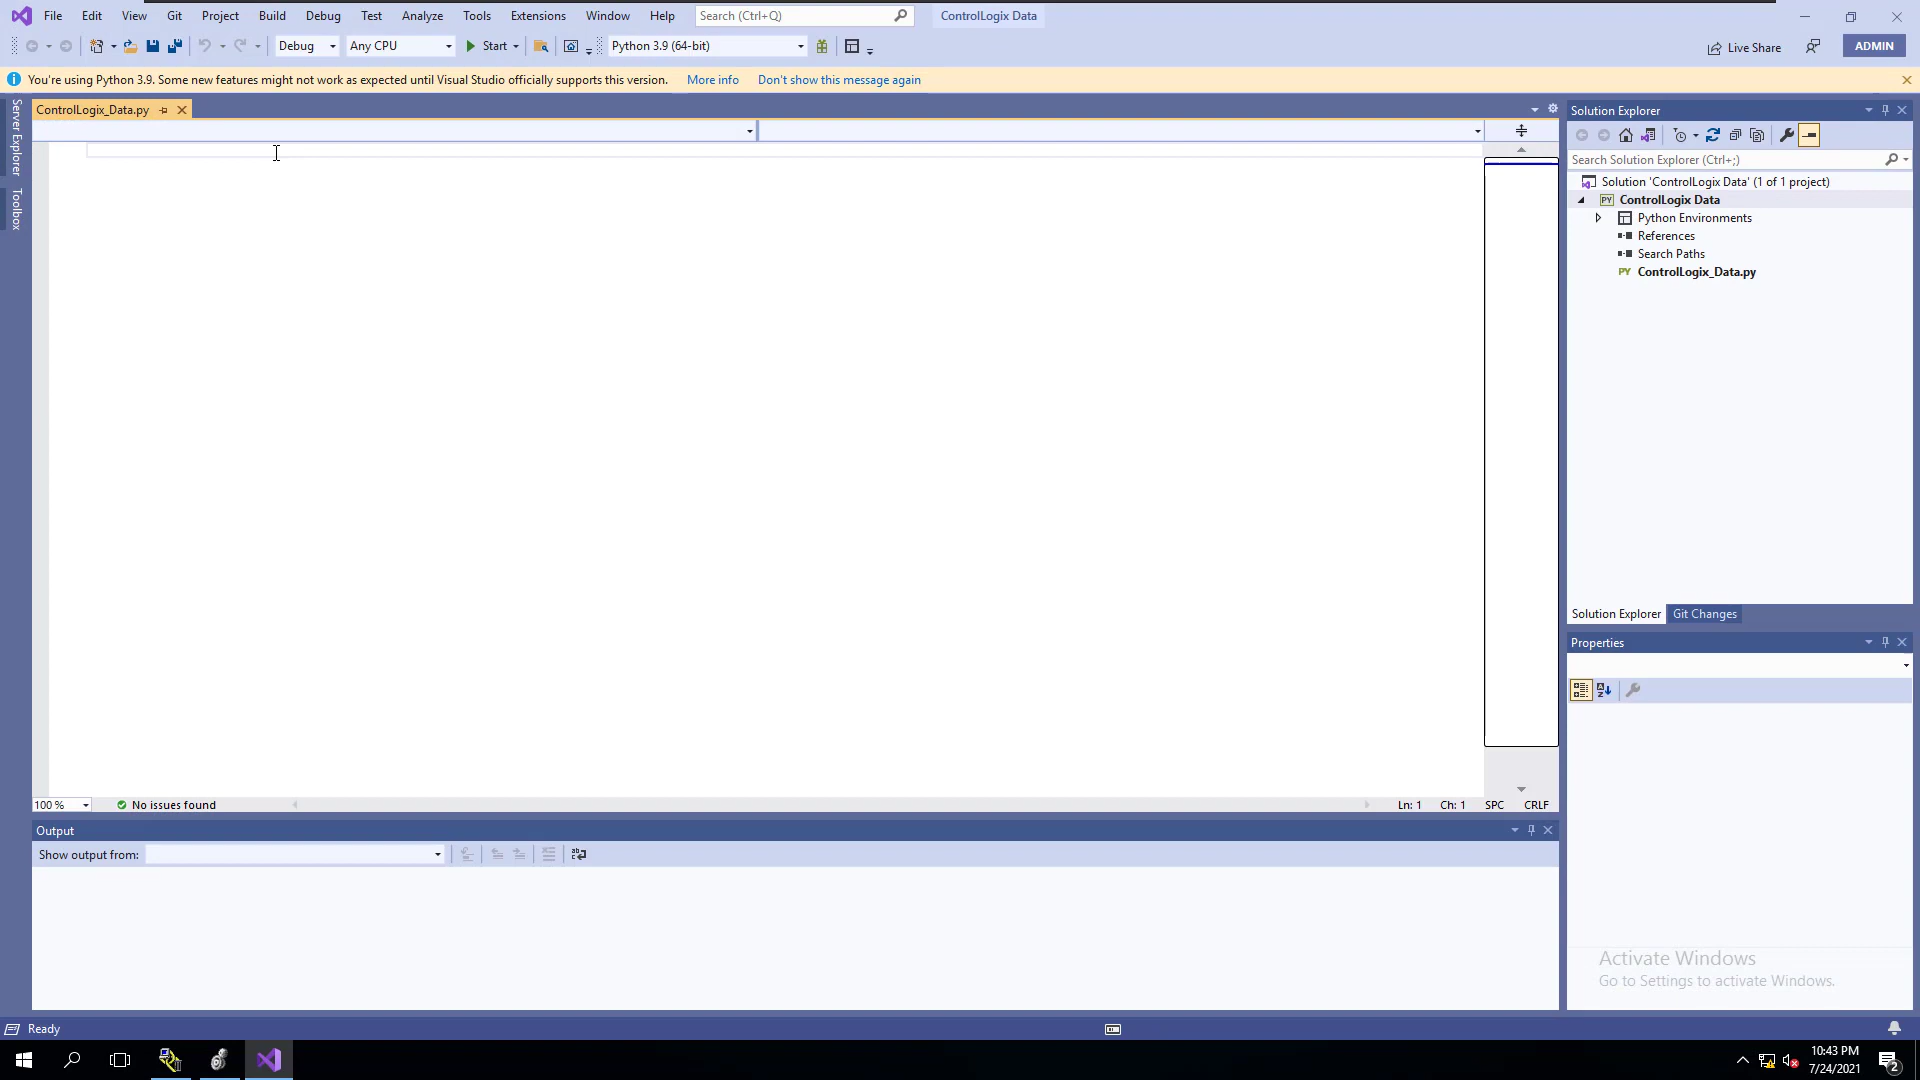 File Edit View Git Project Build Debug Test Analyze Tools Extensions Window Help Search (Ctrl+Q) ControlLogix Data
Debug Any CPU Start Python 3.9 (64-bit) Live Share ADMIN
You're using Python 3.9. Some new features might not work as expected until Visual Studio officially supports this version. More info Don't show this message again
Server Explorer
Toolbox
ControlLogix_Data.py
Solution Explorer
Search Solution Explorer (Ctrl+;)
Solution 'ControlLogix Data' (1 of 1 project)
PY ControlLogix Data
Python Environments
References
Search Paths
PY ControlLogix_Data.py
Solution Explorer Git Changes
Properties
100 % No issues found Ln: 1 Ch: 1 SPC CRLF
Output
Show output from:
Activate Windows
Go to Settings to activate Windows.
Ready
10:43 PM
7/24/2021
2